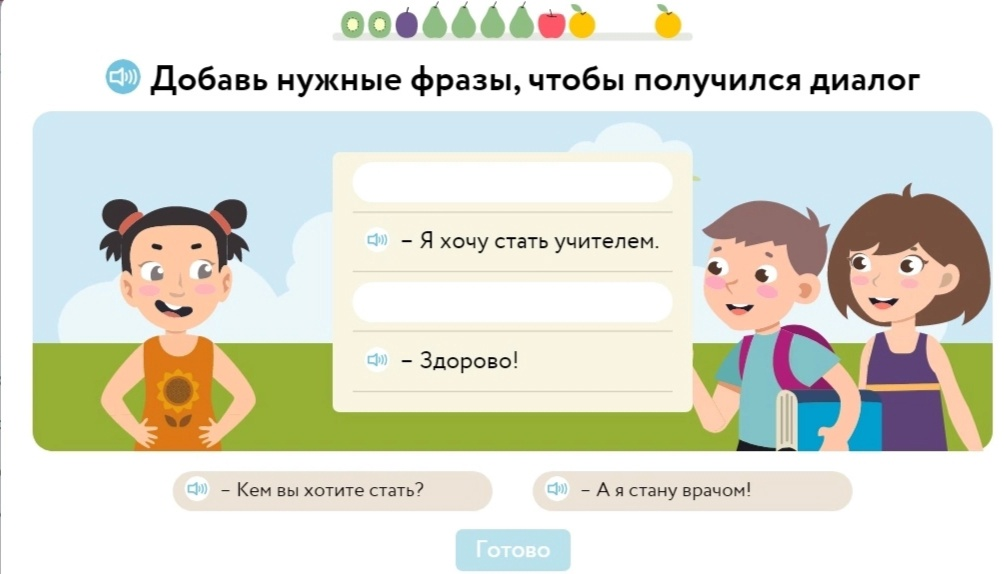 Добавь нужные фразы, чтобы получился диалог
– Я хочу стать учителем.
– Здорово!
– Кем вы хотите стать?
– А я стану врачом!
Готово